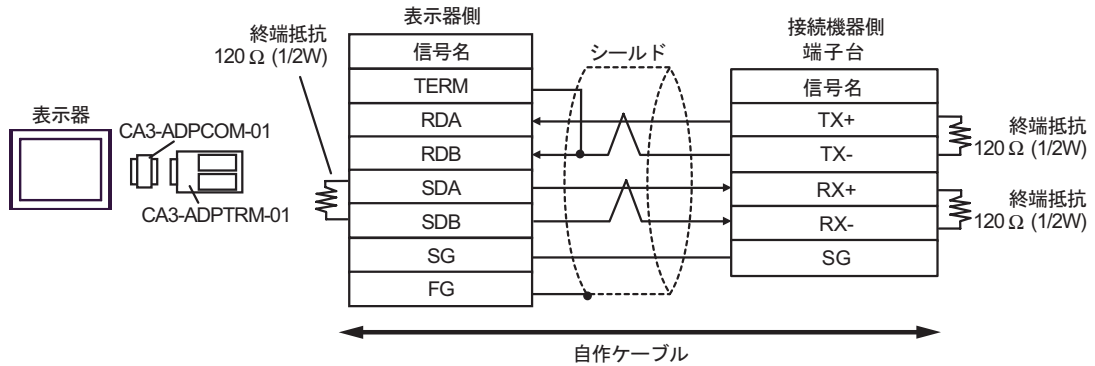 表示器
CA3-ADPCOM-01
CA3-ADPTRM-01
終端抵抗
120 Ω (1/2W)
表示器側
信号名
TERM
RDA
RDB
SDA
SDB
SG
FG
シールド
接続機器側
端子台
信号名
TX+
TX-
RX+
RX-
SG
終端抵抗
120 Ω (1/2W)
終端抵抗
120 Ω (1/2W)
自作ケーブル